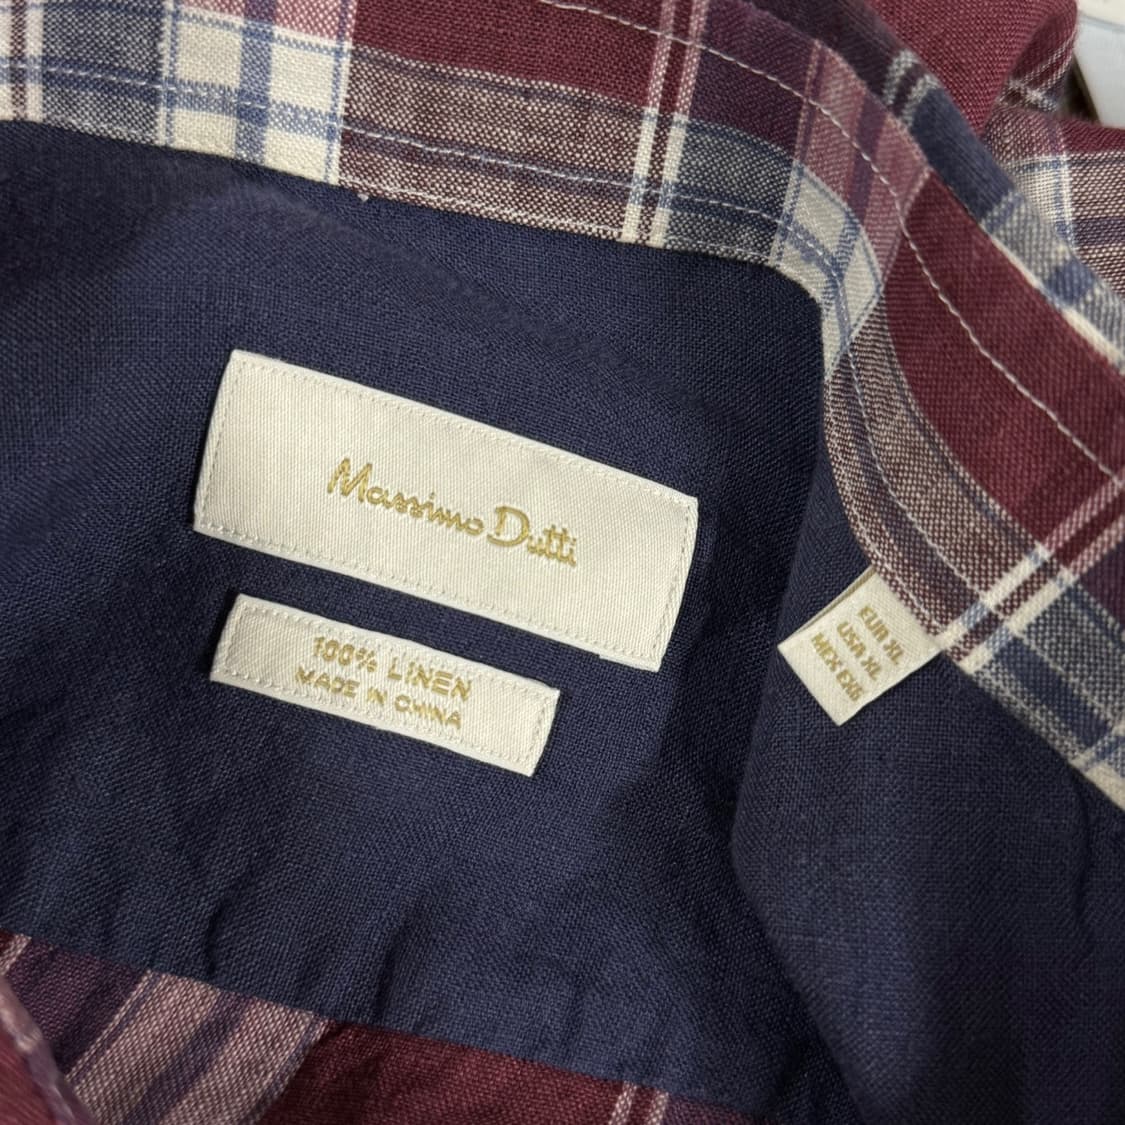 Massimo Dutti
100% LINEN
MADE IN CHINA
EUR XL
USA XL
MEX EXG